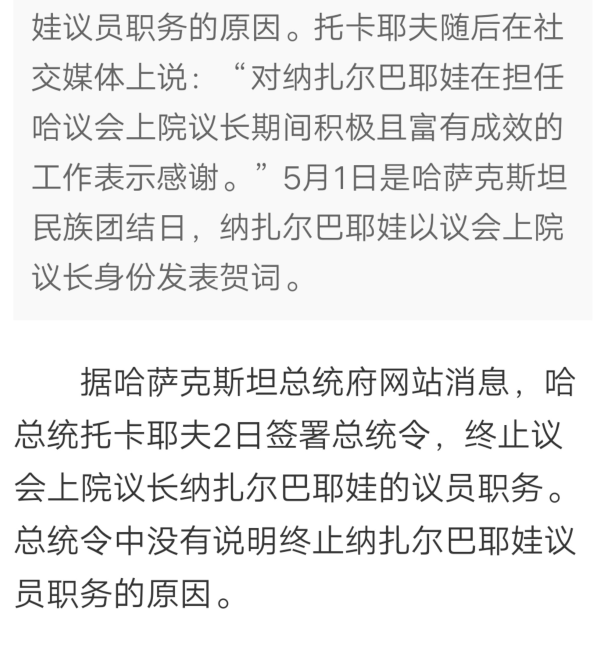 娃议员职务的原因。托卡耶夫随后在社
交媒体上说：“对纳扎尔巴耶娃在担任
哈议会上院议长期间积极且富有成效的
工作表示感谢。”5月1日是哈萨克斯坦
民族团结日，纳扎尔巴耶娃以议会上院
议长身份发表贺词。
据哈萨克斯坦总统府网站消息，哈
总统托卡耶夫2日签署总统令，终止议
会上院议长纳扎尔巴耶娃的议员职务。
总统令中没有说明终止纳扎尔巴耶娃议
员职务的原因。